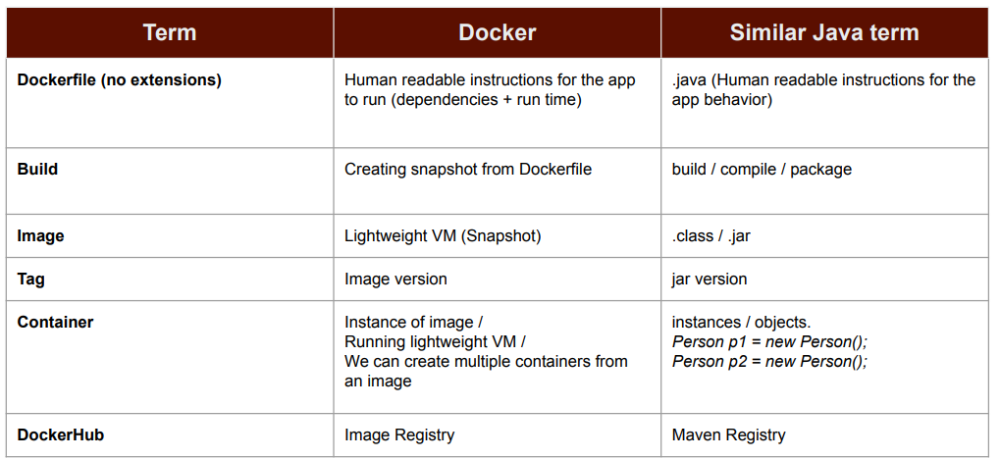 Term
Docker
Similar Java term
Dockerfile (no extensions)
Human readable instructions for the app
to run (dependencies + run time)
.java (Human readable instructions for the
app behavior)
Build
Creating snapshot from Dockerfile
build / compile / package
Image
Lightweight VM (Snapshot)
.class / .jar
Tag
Image version
jar version
Container
Instance of image /
Running lightweight VM /
We can create multiple containers from
an image
instances / objects.
Person p1 = new Person();
Person p2 = new Person();
DockerHub
Image Registry
Maven Registry